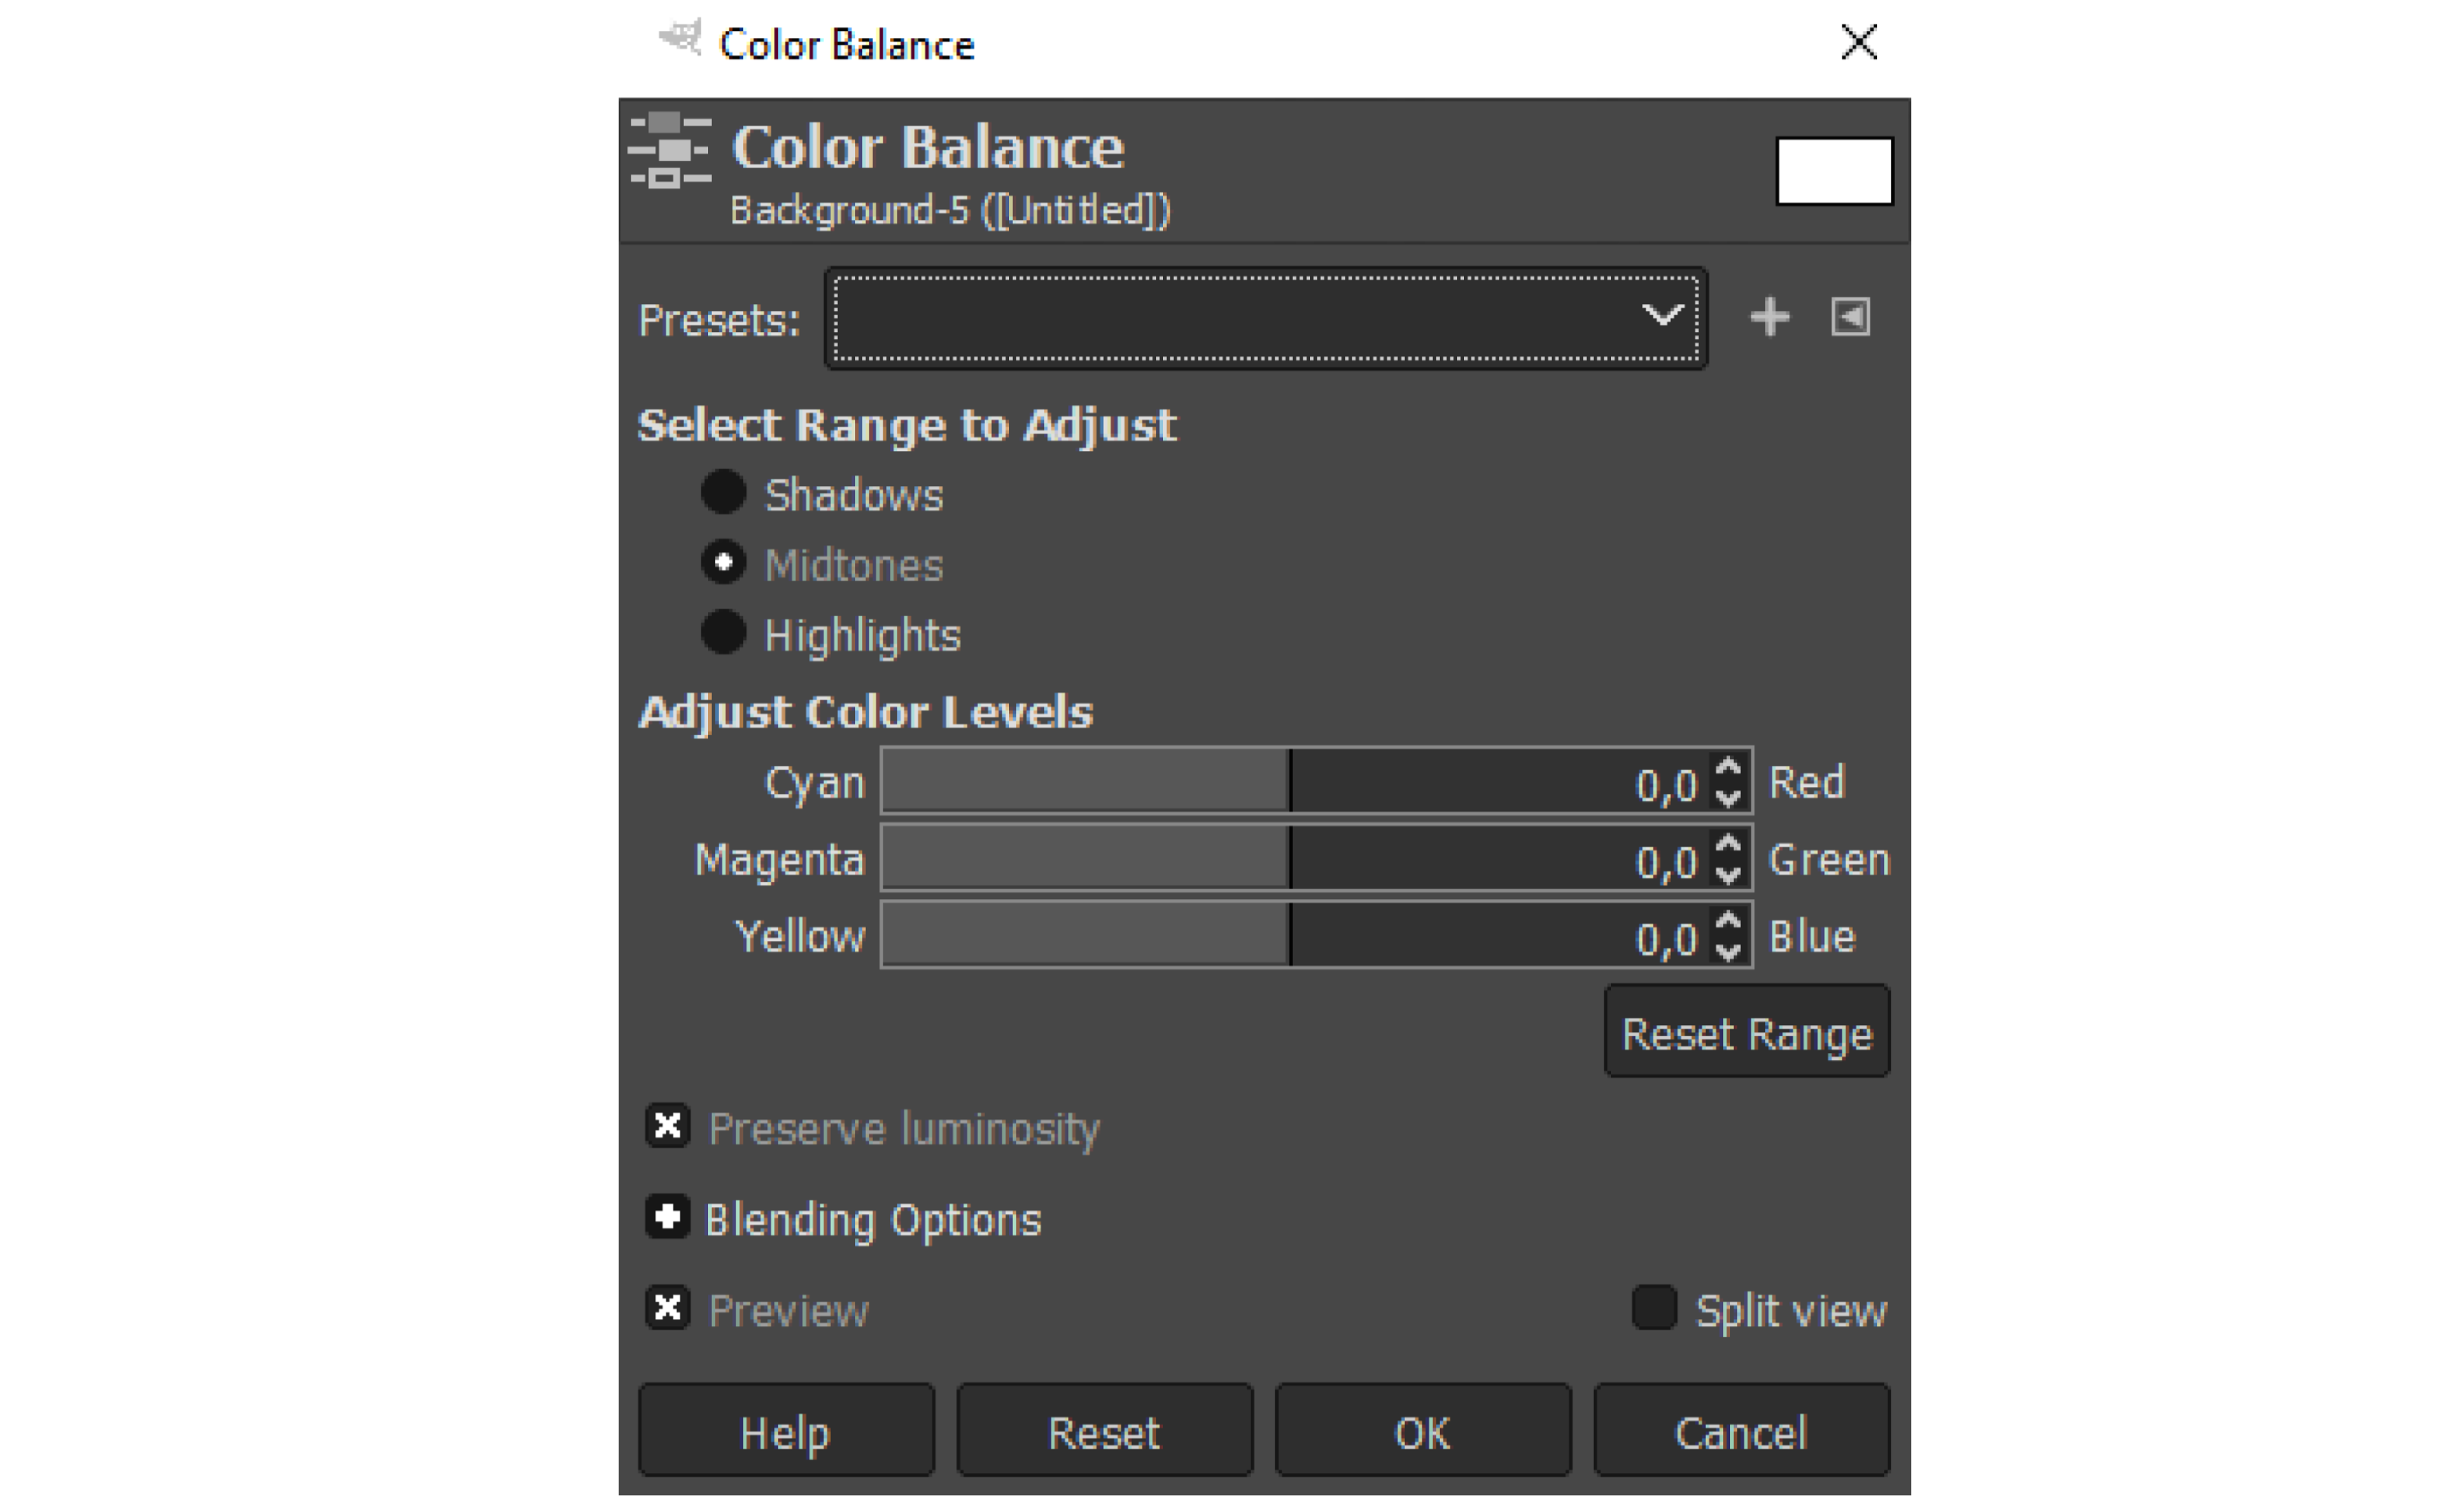 Color Balance
Color Balance
Background-5 ([Untitled])
Presets:
Select Range to Adjust
Shadows
Midtones
Highlights
Adjust Color Levels
Cyan 0,0 Red
Magenta 0,0 Green
Yellow 0,0 Blue
Reset Range
Preserve luminosity
Blending Options
Preview Split view
Help Reset OK Cancel